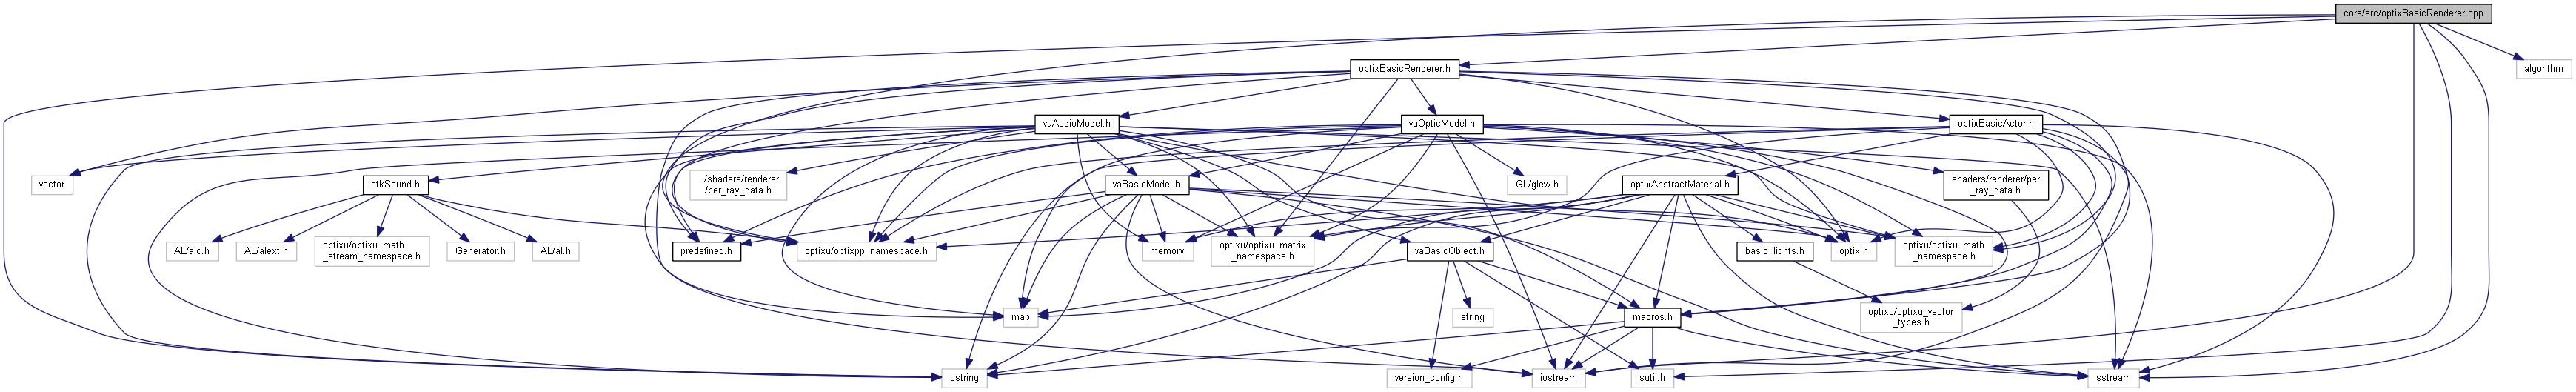 core/src/optixBasicRenderer.cpp
optixBasicRenderer.h
algorithm
vaAudioModel.h
vaOpticModel.h
optixBasicActor.h
vector
stkSound.h
../shaders/renderer
/per_ray_data.h
vaBasicModel.h
GL/glew.h
optixAbstractMaterial.h
shaders/renderer/per
_ray_data.h
AL/alc.h
AL/alext.h
optixu/optixu_math
_stream_namespace.h
Generator.h
AL/al.h
predefined.h
optixu/optixpp_namespace.h
memory
optixu/optixu_matrix
_namespace.h
vaBasicObject.h
basic_lights.h
optix.h
optixu/optixu_math
_namespace.h
map
string
macros.h
optixu/optixu_vector
_types.h
cstring
version_config.h
iostream
sutil.h
sstream